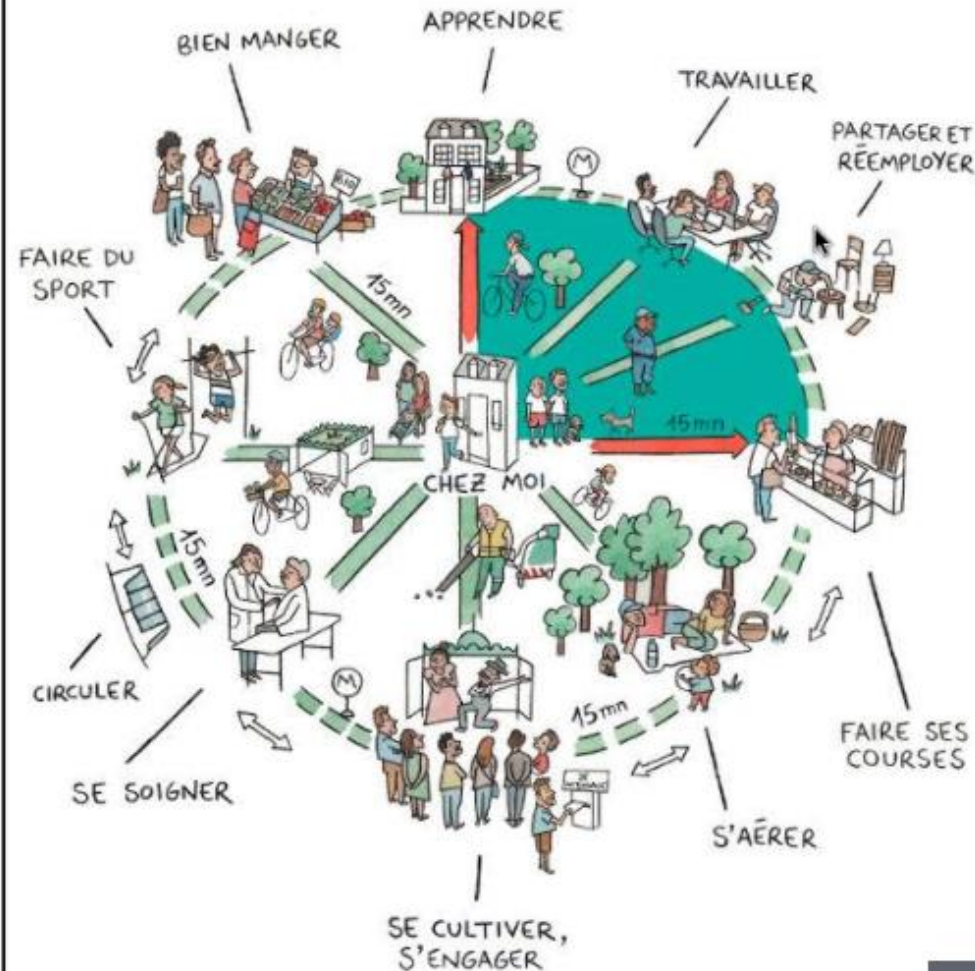 APPRENDRE
BIEN MANGER
TRAVAILLER
PARTAGER ET
RÉEMPLOYER
M
BIO
FAIRE DU
SPORT
15mn
15mn
CHEZ MOI
15mn
CIRCULER
M
15mn
FAIRE SES
COURSES
SE SOIGNER
S'AÉRER
SE CULTIVER,
S'ENGAGER